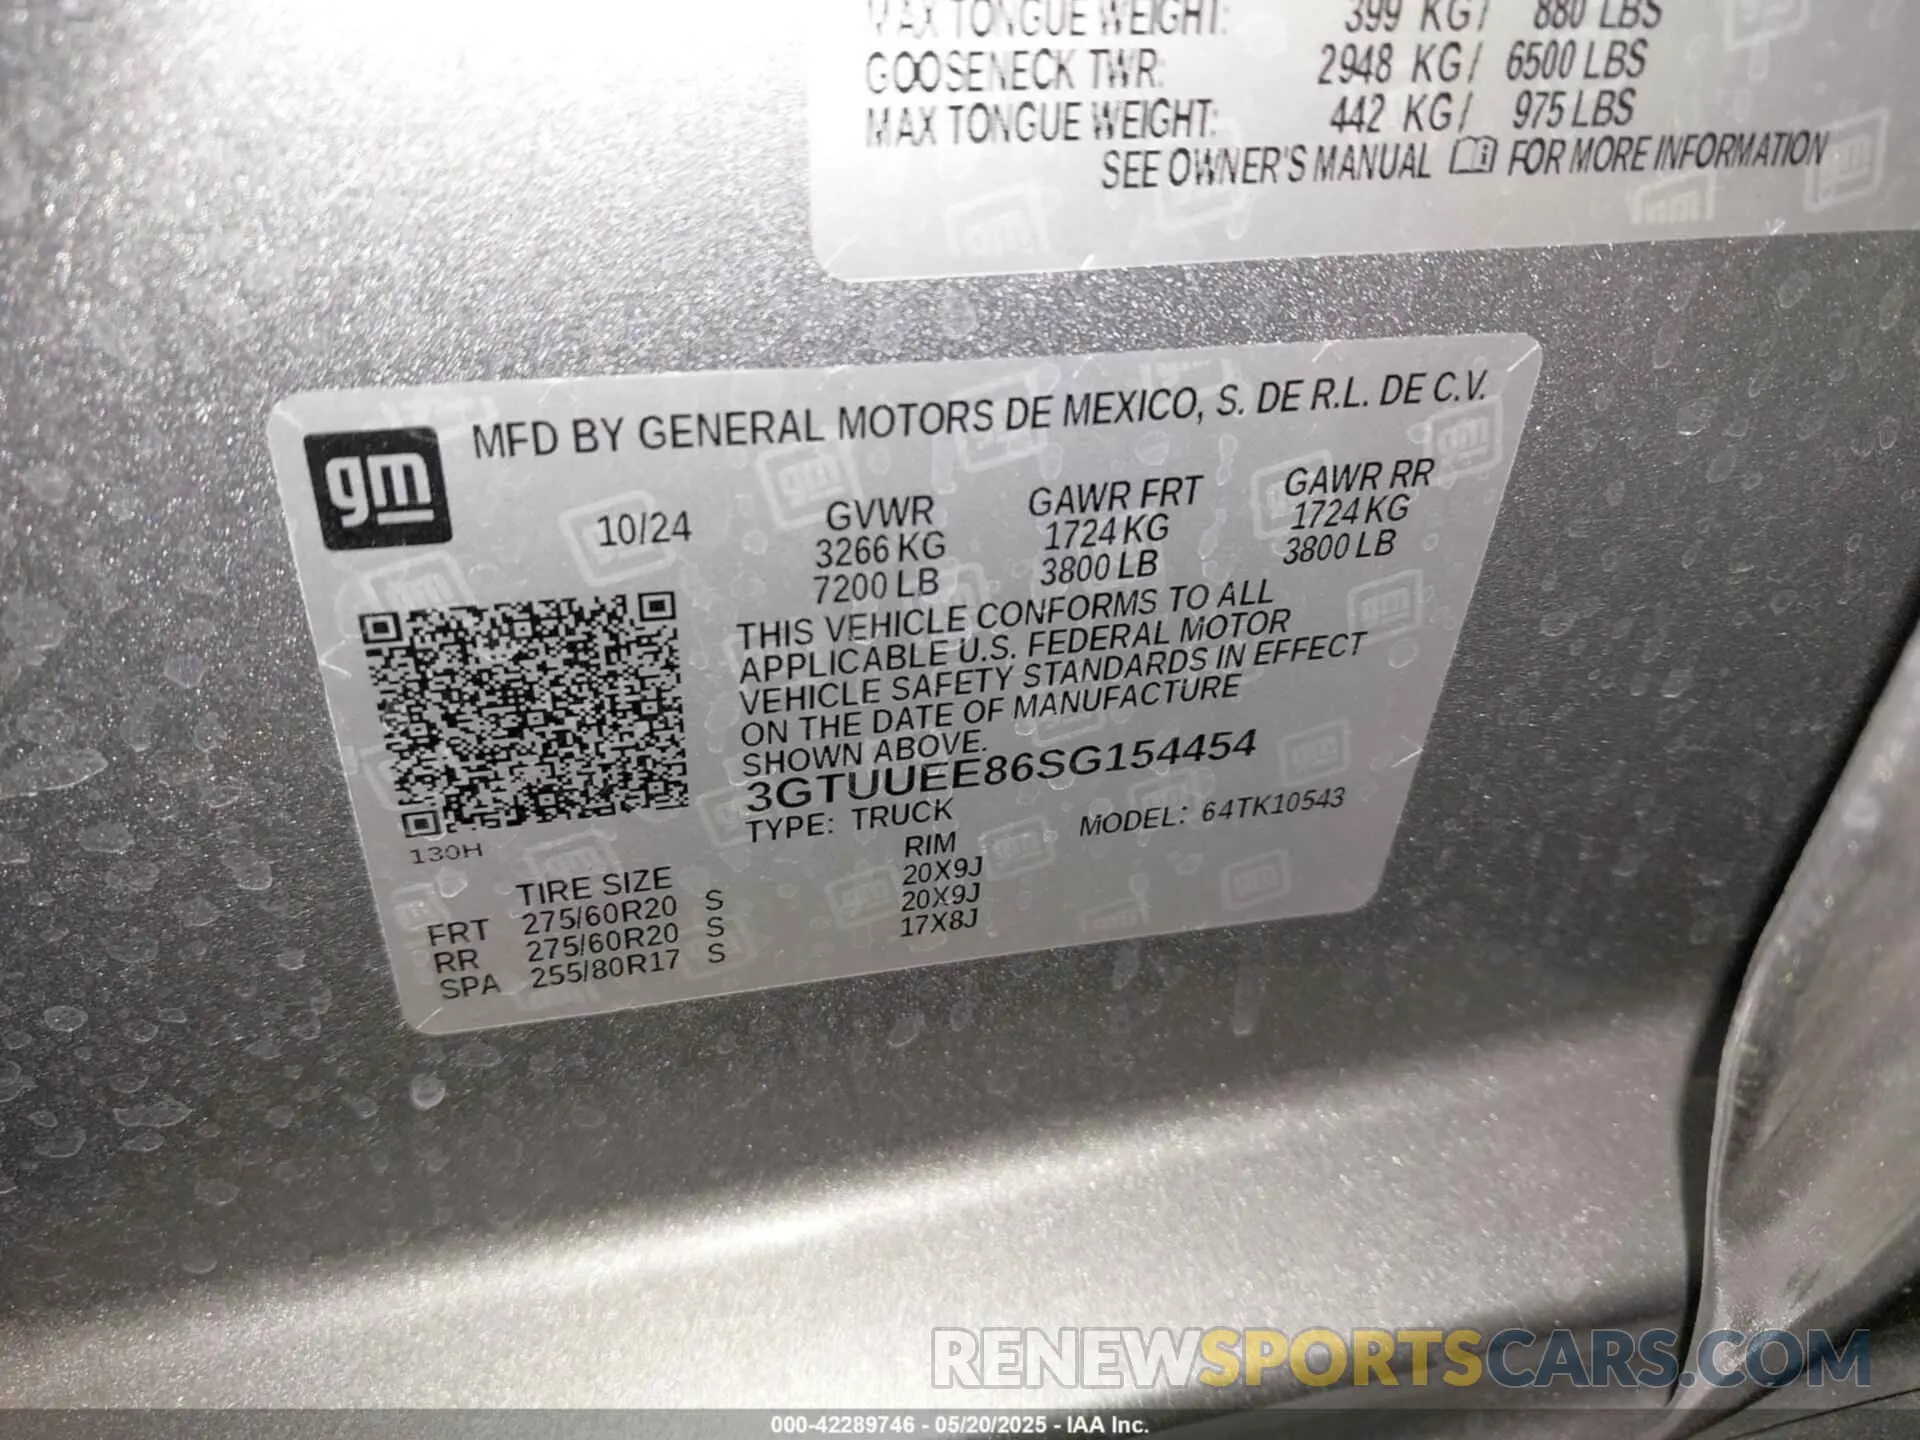 MAX TONGUE WEIGHT: 399 KG/ 880 LBS
GOOSENECK TWR: 2948 KG/ 6500 LBS
MAX TONGUE WEIGHT: 442 KG/ 975 LBS
SEE OWNER'S MANUAL FOR MORE INFORMATION
gm
MFD BY GENERAL MOTORS DE MEXICO, S. DE R.L. DE C.V.
10/24 GVWR GAWR FRT GAWR RR
3266 KG 1724 KG 1724 KG
7200 LB 3800 LB 3800 LB
THIS VEHICLE CONFORMS TO ALL
APPLICABLE U.S. FEDERAL MOTOR
VEHICLE SAFETY STANDARDS IN EFFECT
ON THE DATE OF MANUFACTURE
SHOWN ABOVE.
3GTUUEE86SG154454
TYPE: TRUCK MODEL: 64TK10543
130H
TIRE SIZE RIM
FRT 275/60R20 S 20X9J
RR 275/60R20 S 20X9J
SPA 255/80R17 S 17X8J
RENEWSPORTSCARS.COM
000-42289746 - 05/20/2025 - IAA Inc.